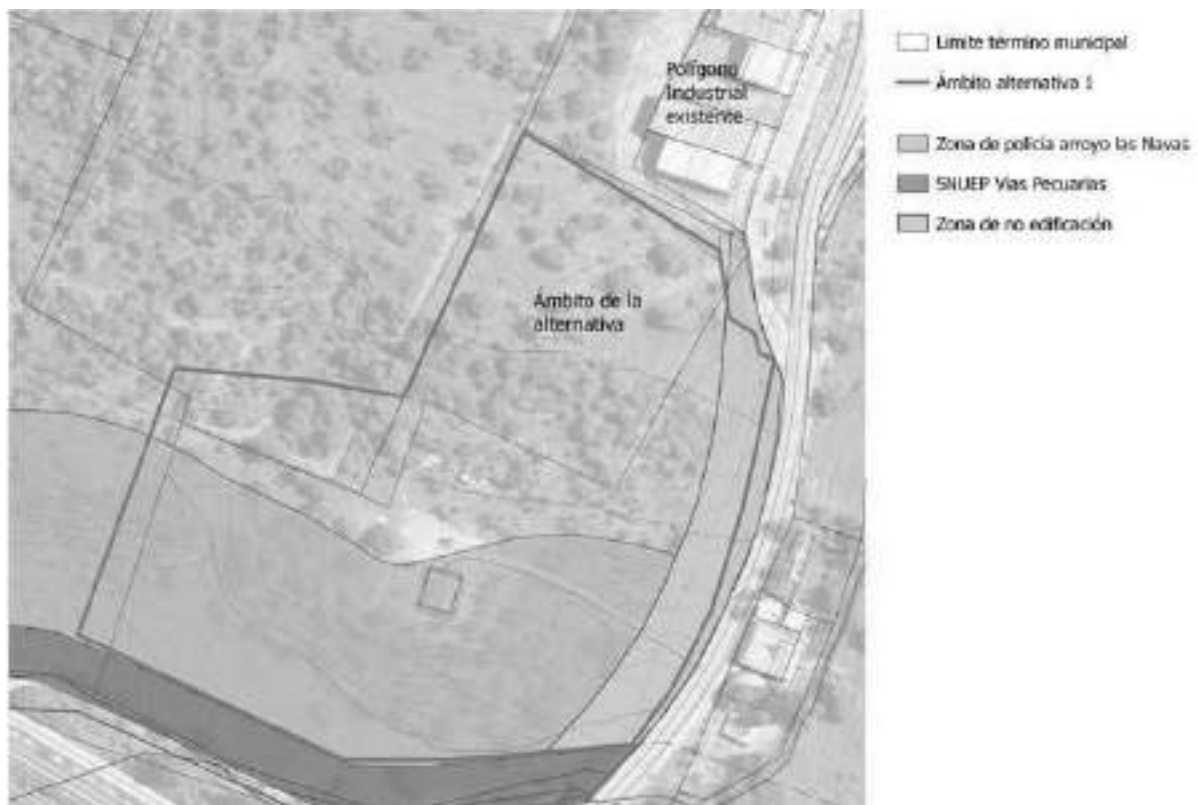 Polígono
Industrial
existente
Ámbito de la
alternativa
Límite término municipal
Ámbito alternativa 1
Zona de policía arroyo las Navas
SNUEP Vías Pecuarias
Zona de no edificación